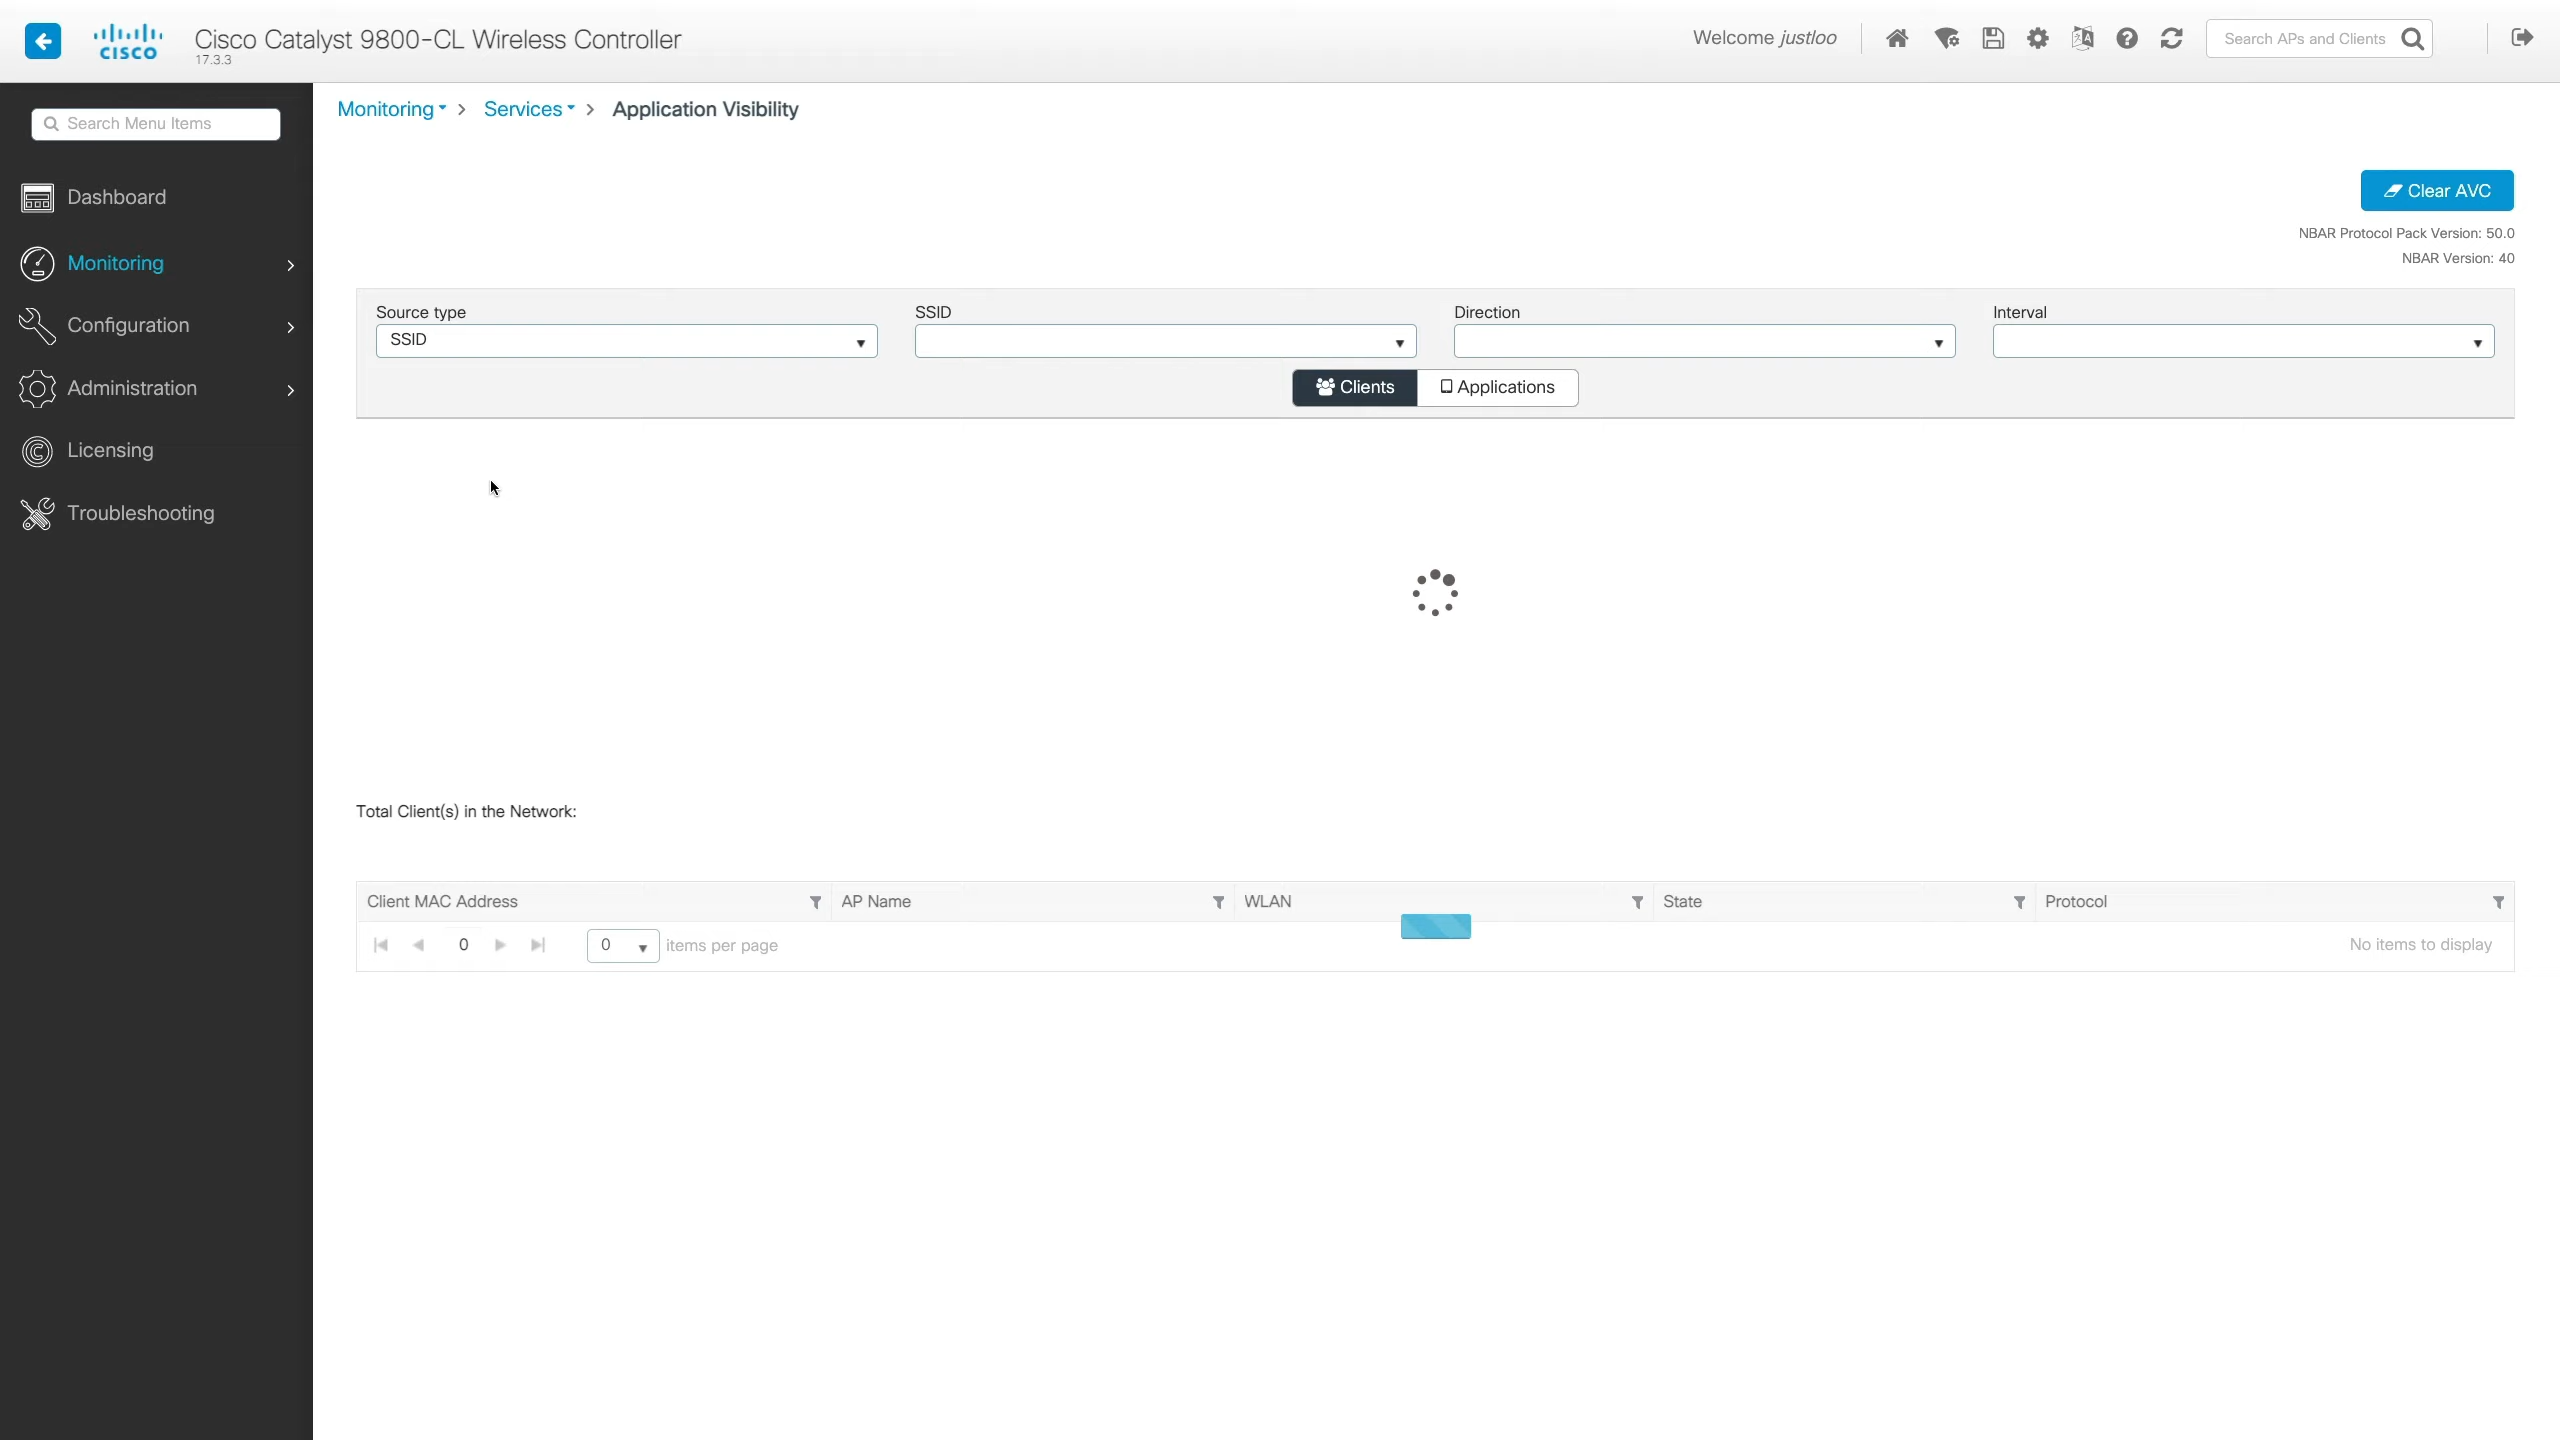 cisco
Cisco Catalyst 9800-CL Wireless Controller
17.3.3
Welcome justloo
Search APs and Clients
Search Menu Items
Dashboard
Monitoring
Configuration
Administration
Licensing
Troubleshooting
Monitoring > Services > Application Visibility
Clear AVC
NBAR Protocol Pack Version: 50.0
NBAR Version: 40
Source type SSID Direction Interval
SSID
Clients Applications
Total Client(s) in the Network:
Client MAC Address AP Name WLAN State Protocol
0 0 items per page No items to display